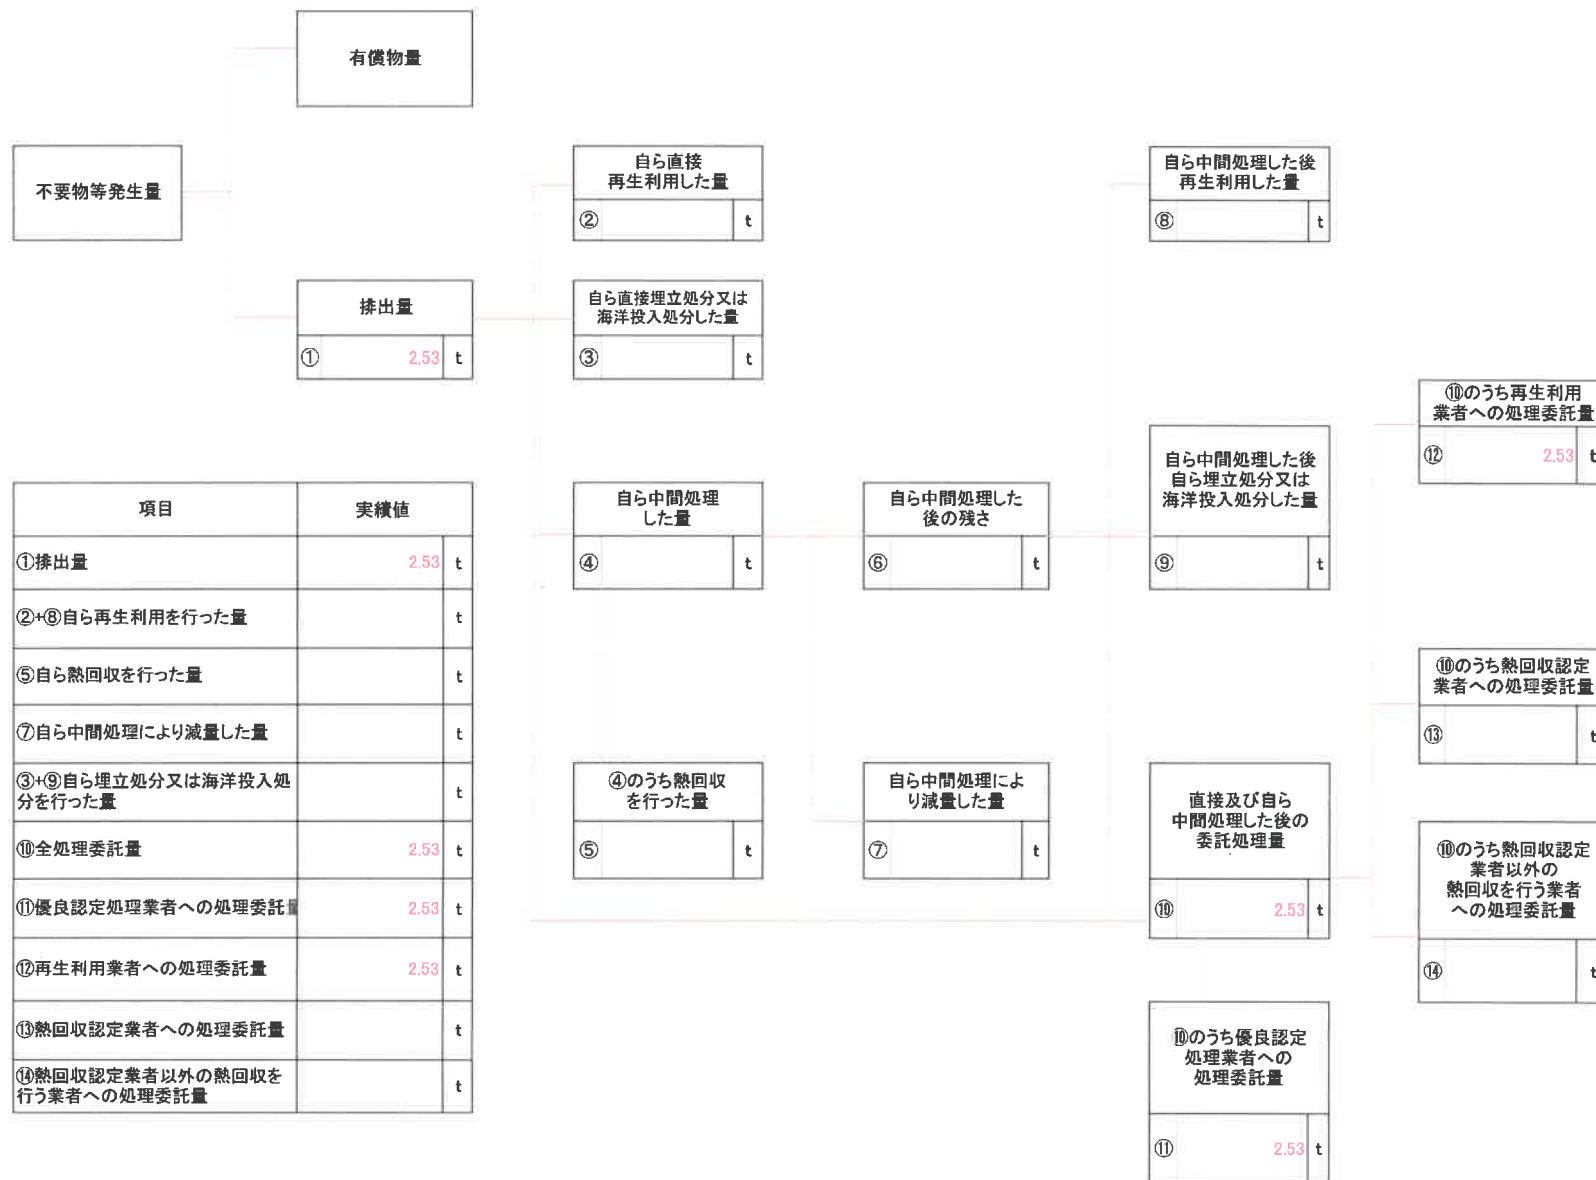 有償物量
不要物等発生量
自ら直接
再生利用した量
② t
自ら中間処理した後
再生利用した量
⑧ t
排出量
① 2.53 t
自ら直接埋立処分又は
海洋投入処分した量
③ t
⑩のうち再生利用
業者への処理委託量
⑫ 2.53 t
自ら中間処理した後
自ら埋立処分又は
海洋投入処分した量
⑨ t
自ら中間処理
した量
④ t
自ら中間処理した
後の残さ
⑥ t
項目 実績値
①排出量 2.53 t
②+⑧自ら再生利用を行った量 t
⑤自ら熱回収を行った量 t
⑦自ら中間処理により減量した量 t
③+⑨自ら埋立処分又は海洋投入処
分を行った量 t
⑩全処理委託量 2.53 t
⑪優良認定処理業者への処理委託量 2.53 t
⑫再生利用業者への処理委託量 2.53 t
⑬熱回収認定業者への処理委託量 t
⑭熱回収認定業者以外の熱回収を
行う業者への処理委託量 t
④のうち熱回収
を行った量
⑤ t
自ら中間処理によ
り減量した量
⑦ t
直接及び自ら
中間処理した後の
委託処理量
⑩ 2.53 t
⑩のうち熱回収認定
業者への処理委託量
⑬ t
⑩のうち熱回収認定
業者以外の
熱回収を行う業者
への処理委託量
⑭ t
⑩のうち優良認定
処理業者への
処理委託量
⑪ 2.53 t